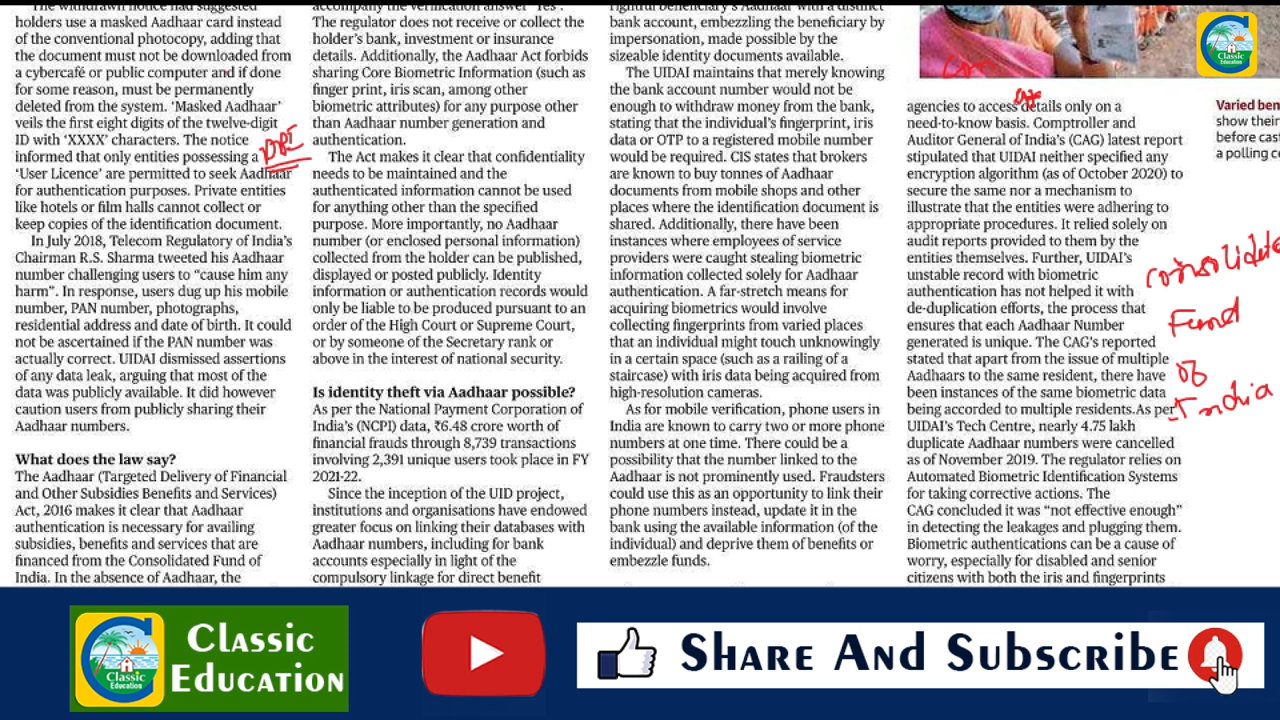 The withdrawn notice had suggested
holders use a masked Aadhaar card instead
of the conventional photocopy, adding that
the document must not be downloaded from
a cybercafé or public computer and if done
for some reason, must be permanently
deleted from the system. ‘Masked Aadhaar’
veils the first eight digits of the twelve-digit
ID with ‘XXXX’ characters. The notice
informed that only entities possessing a
‘User Licence’ are permitted to seek Aadhaar
for authentication purposes. Private entities
like hotels or film halls cannot collect or
keep copies of the identification document.
In July 2018, Telecom Regulatory of India’s
Chairman R.S. Sharma tweeted his Aadhaar
number challenging users to “cause him any
harm”. In response, users dug up his mobile
number, PAN number, photographs,
residential address and date of birth. It could
not be ascertained if the PAN number was
actually correct. UIDAI dismissed assertions
of any data leak, arguing that most of the
data was publicly available. It did however
caution users from publicly sharing their
Aadhaar numbers.
What does the law say?
The Aadhaar (Targeted Delivery of Financial
and Other Subsidies Benefits and Services)
Act, 2016 makes it clear that Aadhaar
authentication is necessary for availing
subsidies, benefits and services that are
financed from the Consolidated Fund of
India. In the absence of Aadhaar, the
accompany the verification answer ‘Yes’.
The regulator does not receive or collect the
holder’s bank, investment or insurance
details. Additionally, the Aadhaar Act forbids
sharing Core Biometric Information (such as
finger print, iris scan, among other
biometric attributes) for any purpose other
than Aadhaar number generation and
authentication.
The Act makes it clear that confidentiality
needs to be maintained and the
authenticated information cannot be used
for anything other than the specified
purpose. More importantly, no Aadhaar
number (or enclosed personal information)
collected from the holder can be published,
displayed or posted publicly. Identity
information or authentication records would
only be liable to be produced pursuant to an
order of the High Court or Supreme Court,
or by someone of the Secretary rank or
above in the interest of national security.
Is identity theft via Aadhaar possible?
As per the National Payment Corporation of
India’s (NCPI) data, ₹6.48 crore worth of
financial frauds through 8,739 transactions
involving 2,391 unique users took place in FY
2021-22.
Since the inception of the UID project,
institutions and organisations have endowed
greater focus on linking their databases with
Aadhaar numbers, including for bank
accounts especially in light of the
compulsory linkage for direct benefit
rightful beneficiary’s Aadhaar with a distinct
bank account, embezzling the beneficiary by
impersonation, made possible by the
sizeable identity documents available.
The UIDAI maintains that merely knowing
the bank account number would not be
enough to withdraw money from the bank,
stating that the individual’s fingerprint, iris
data or OTP to a registered mobile number
would be required. CIS states that brokers
are known to buy tonnes of Aadhaar
documents from mobile shops and other
places where the identification document is
shared. Additionally, there have been
instances where employees of service
providers were caught stealing biometric
information collected solely for Aadhaar
authentication. A far-stretch means for
acquiring biometrics would involve
collecting fingerprints from varied places
that an individual might touch unknowingly
in a certain space (such as a railing of a
staircase) with iris data being acquired from
high-resolution cameras.
As for mobile verification, phone users in
India are known to carry two or more phone
numbers at one time. There could be a
possibility that the number linked to the
Aadhaar is not prominently used. Fraudsters
could use this as an opportunity to link their
phone numbers instead, update it in the
bank using the available information (of the
individual) and deprive them of benefits or
embezzle funds.
agencies to access details only on a
need-to-know basis. Comptroller and
Auditor General of India’s (CAG) latest report
stipulated that UIDAI neither specified any
encryption algorithm (as of October 2020) to
secure the same nor a mechanism to
illustrate that the entities were adhering to
appropriate procedures. It relied solely on
audit reports provided to them by the
entities themselves. Further, UIDAI’s
unstable record with biometric
authentication has not helped it with
de-duplication efforts, the process that
ensures that each Aadhaar Number
generated is unique. The CAG’s reported
stated that apart from the issue of multiple
Aadhaars to the same resident, there have
been instances of the same biometric data
being accorded to multiple residents.As per
UIDAI’s Tech Centre, nearly 4.75 lakh
duplicate Aadhaar numbers were cancelled
as of November 2019. The regulator relies on
Automated Biometric Identification Systems
for taking corrective actions. The
CAG concluded it was “not effective enough”
in detecting the leakages and plugging them.
Biometric authentications can be a cause of
worry, especially for disabled and senior
citizens with both the iris and fingerprints
Varied ben
show their
before cast
a polling ce
consolidate
Fund
of
India
Classic
Education
Classic
Education
Classic
Education
Share And Subscribe